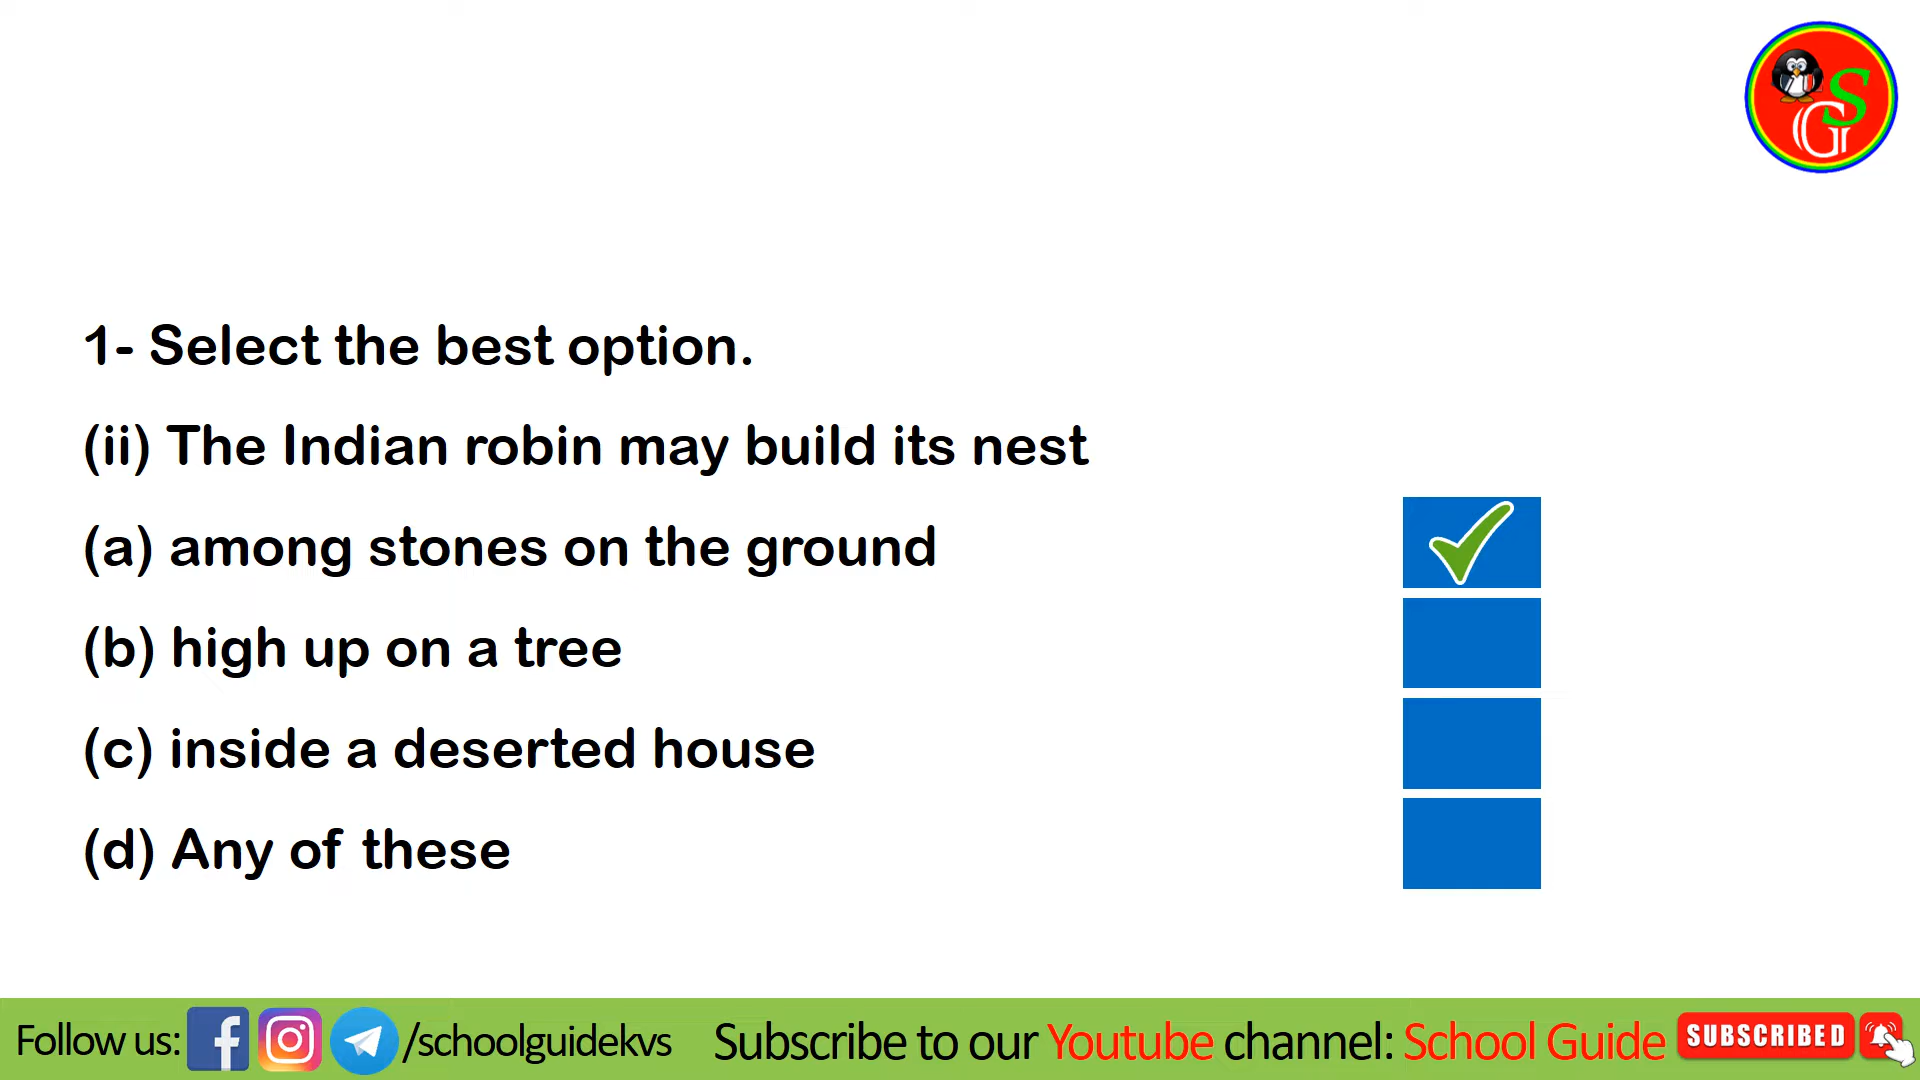 SG
1- Select the best option.
(ii) The Indian robin may build its nest
(a) among stones on the ground
(b) high up on a tree
(c) inside a deserted house
(d) Any of these
Follow us: /schoolguidekvs Subscribe to our Youtube channel: School Guide SUBSCRIBED